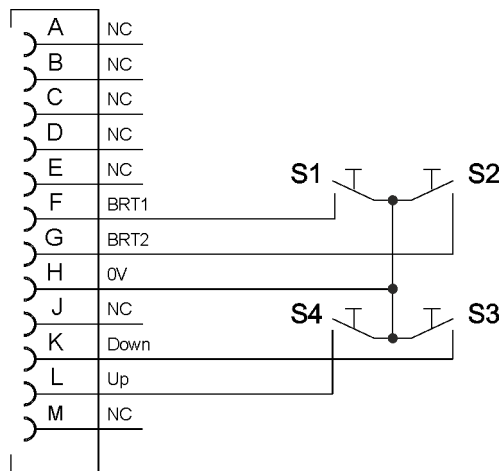 A NC
B NC
C NC
D NC
E NC
S1 S2
F BRT1
G BRT2
H 0V
J NC
S4 S3
K Down
L Up
M NC